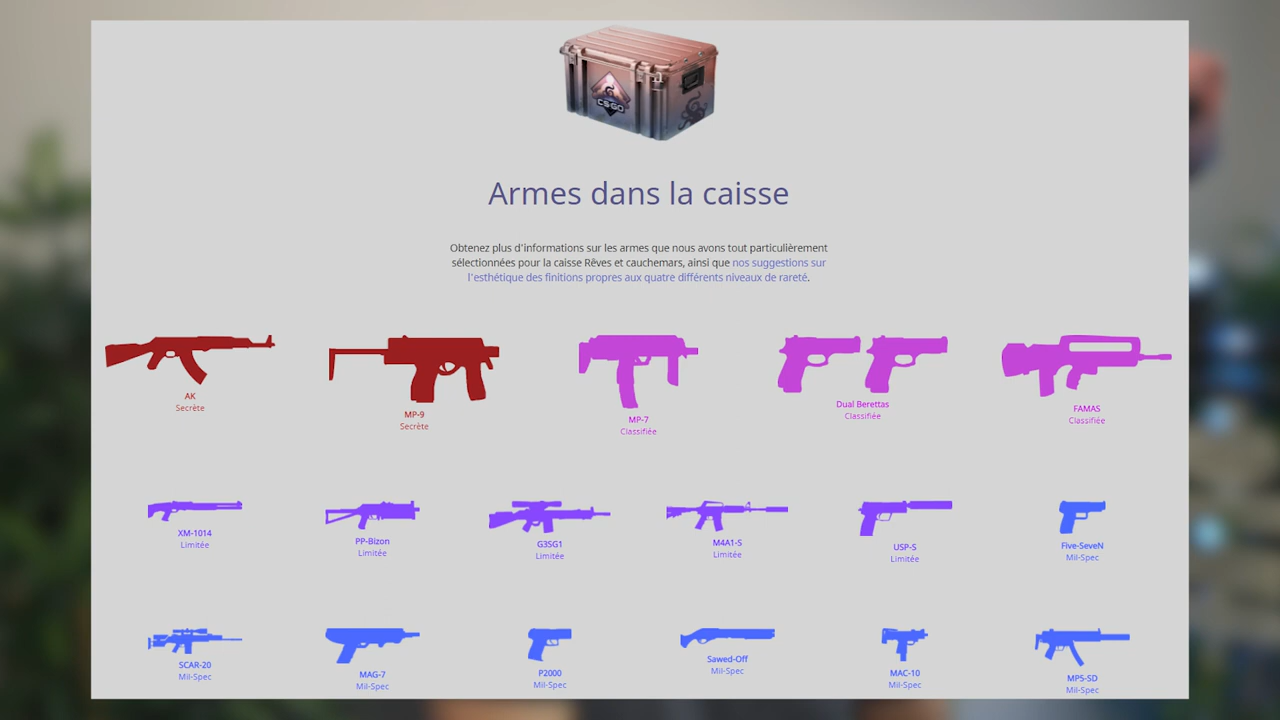 CS:GO
Armes dans la caisse
Obtenez plus d'informations sur les armes que nous avons tout particulièrement
sélectionnées pour la caisse Rêves et cauchemars, ainsi que nos suggestions sur
l'esthétique des finitions propres aux quatre différents niveaux de rareté.
AK
Secrète
MP-9
Secrète
MP-7
Classifiée
Dual Berettas
Classifiée
FAMAS
Classifiée
XM-1014
Limitée
PP-Bizon
Limitée
G3SG1
Limitée
M4A1-S
Limitée
USP-S
Limitée
Five-SeveN
Mil-Spec
SCAR-20
Mil-Spec
MAG-7
Mil-Spec
P2000
Mil-Spec
Sawed-Off
Mil-Spec
MAC-10
Mil-Spec
MP5-SD
Mil-Spec